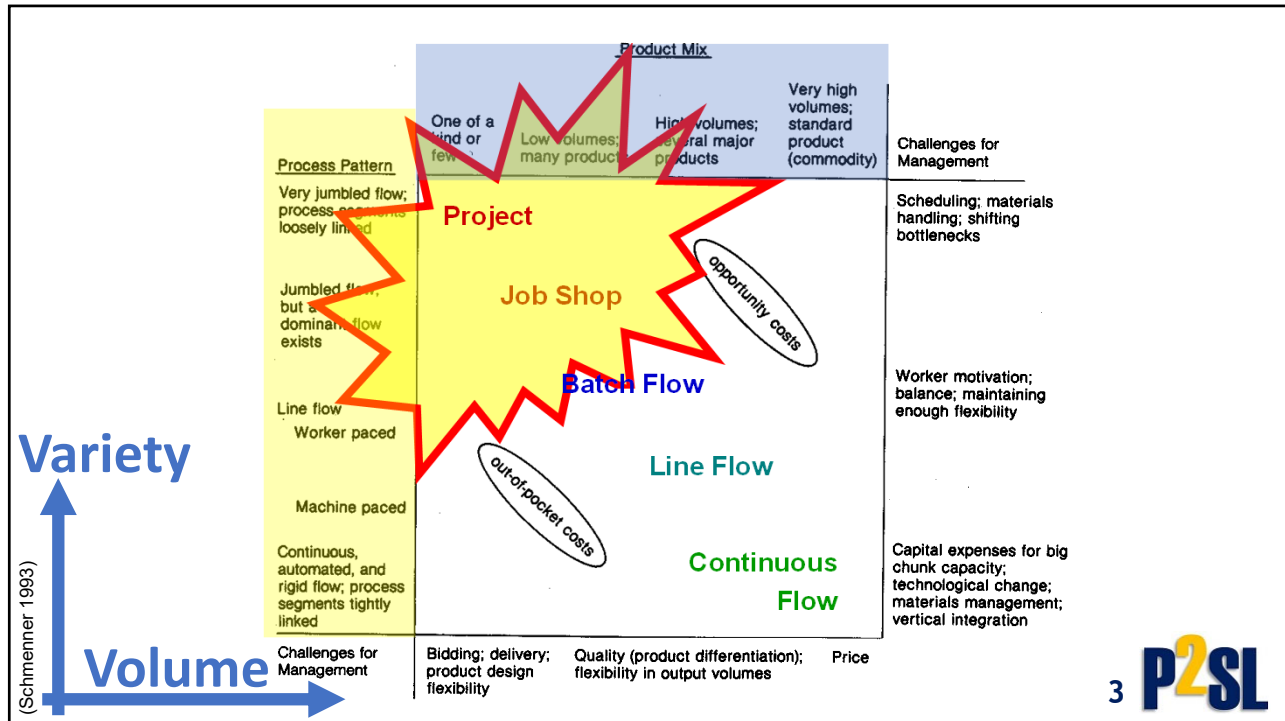 Product Mix
One of a
kind or
few
Low volumes;
many products
High volumes;
several major
products
Very high
volumes;
standard
product
(commodity)
Challenges for
Management
Process Pattern
Very jumbled flow;
process segments
loosely linked
Project
Scheduling; materials
handling; shifting
bottlenecks
opportunity costs
Jumbled flow,
but a
dominant flow
exists
Job Shop
Batch Flow
Worker motivation;
balance; maintaining
enough flexibility
Line flow
Worker paced
Line Flow
out-of-pocket costs
Machine paced
Continuous,
automated, and
rigid flow; process
segments tightly
linked
Continuous
Flow
Capital expenses for big
chunk capacity;
technological change;
materials management;
vertical integration
Challenges for
Management
Bidding; delivery;
product design
flexibility
Quality (product differentiation);
flexibility in output volumes
Price
Variety
Volume
(Schmenner 1993)
3
P2SL